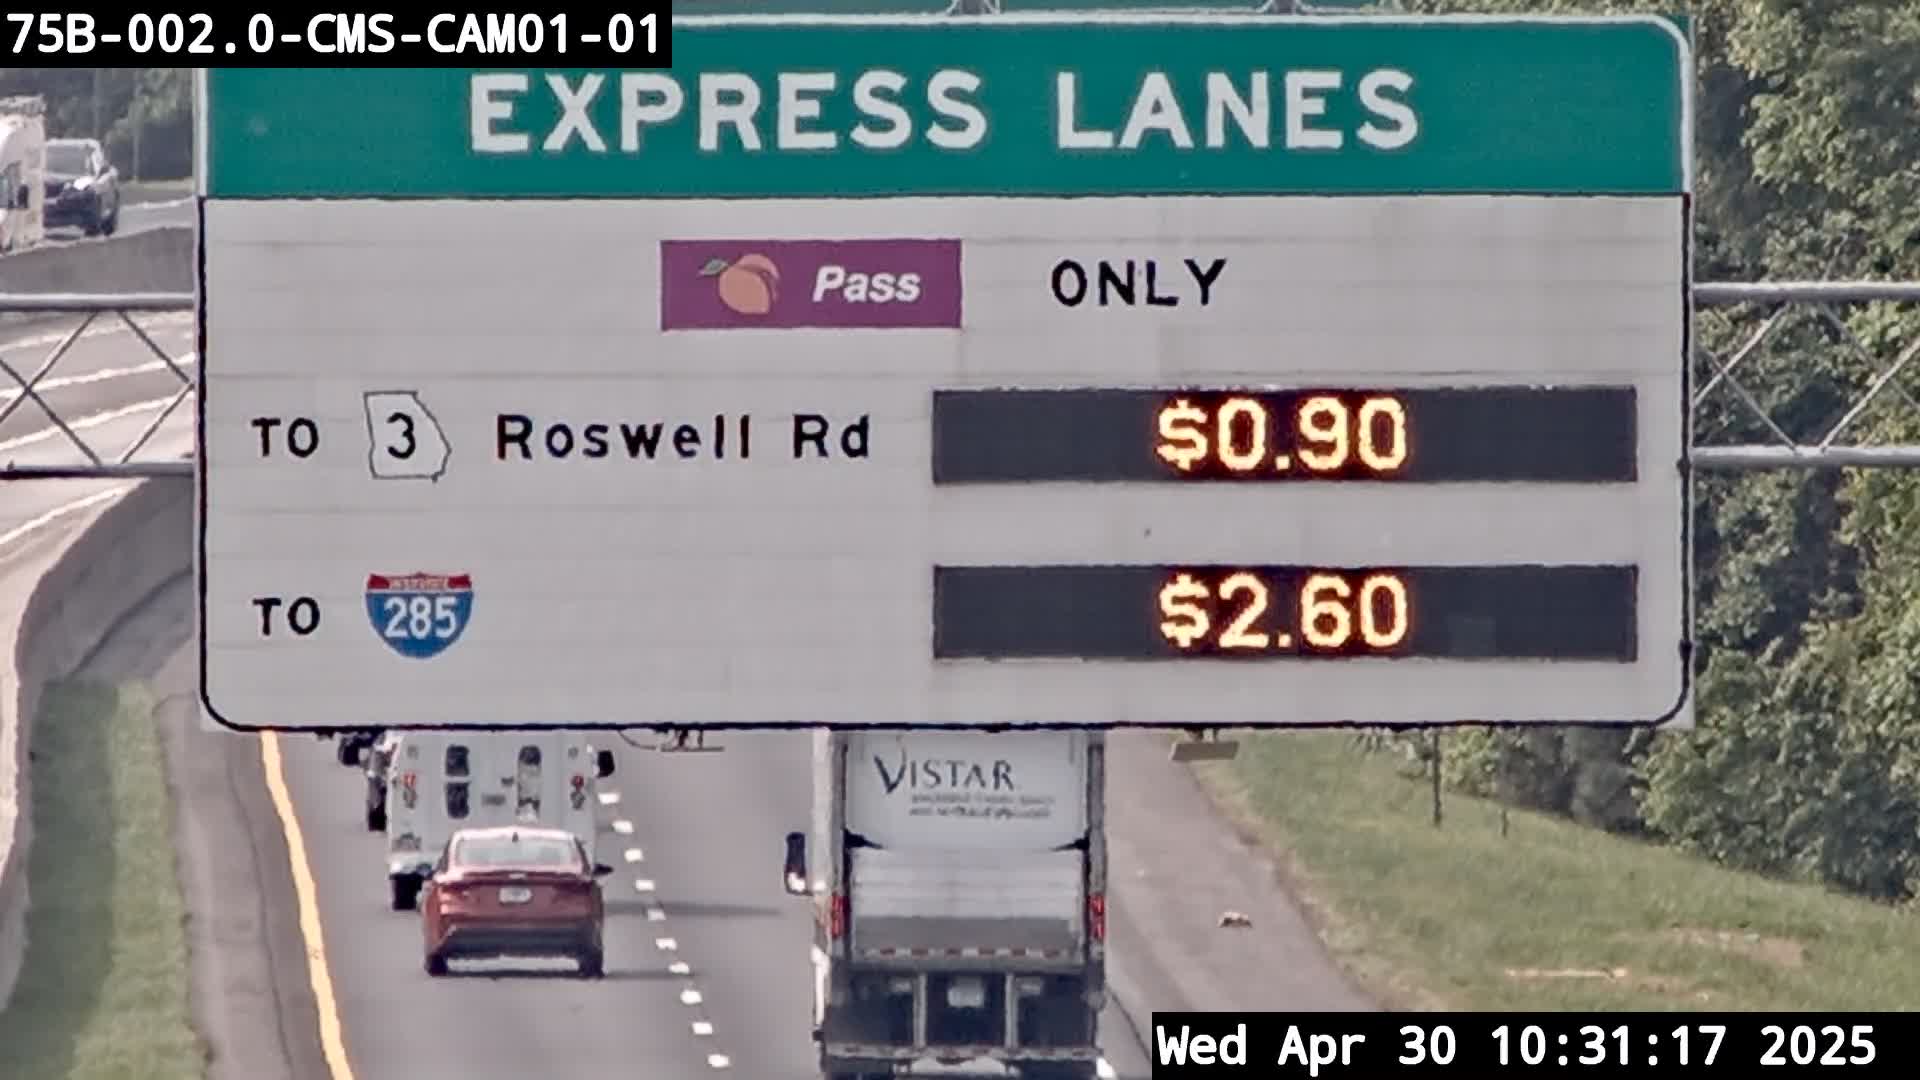 75B-002.0-CMS-CAM01-01
EXPRESS LANES
Pass ONLY
TO 3 Roswell Rd $0.90
TO INTERSTATE 285 $2.60
VISTAR
Wed Apr 30 10:31:17 2025